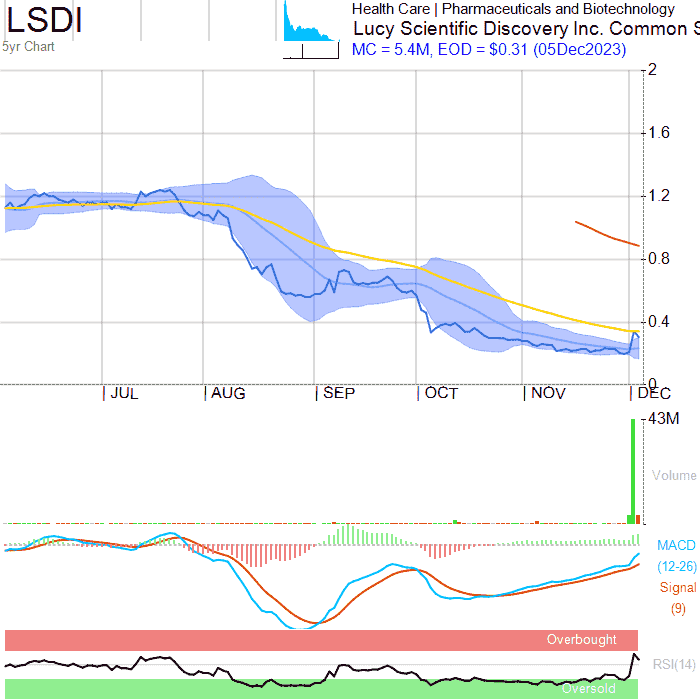 LSDI
5yr Chart
Health Care | Pharmaceuticals and Biotechnology
Lucy Scientific Discovery Inc. Common S
MC = 5.4M, EOD = $0.31 (05Dec2023)
2
1.6
1.2
0.8
0.4
0
JUL AUG SEP OCT NOV DEC
43M
Volume
MACD
(12-26)
Signal
(9)
Overbought
RSI(14)
Oversold